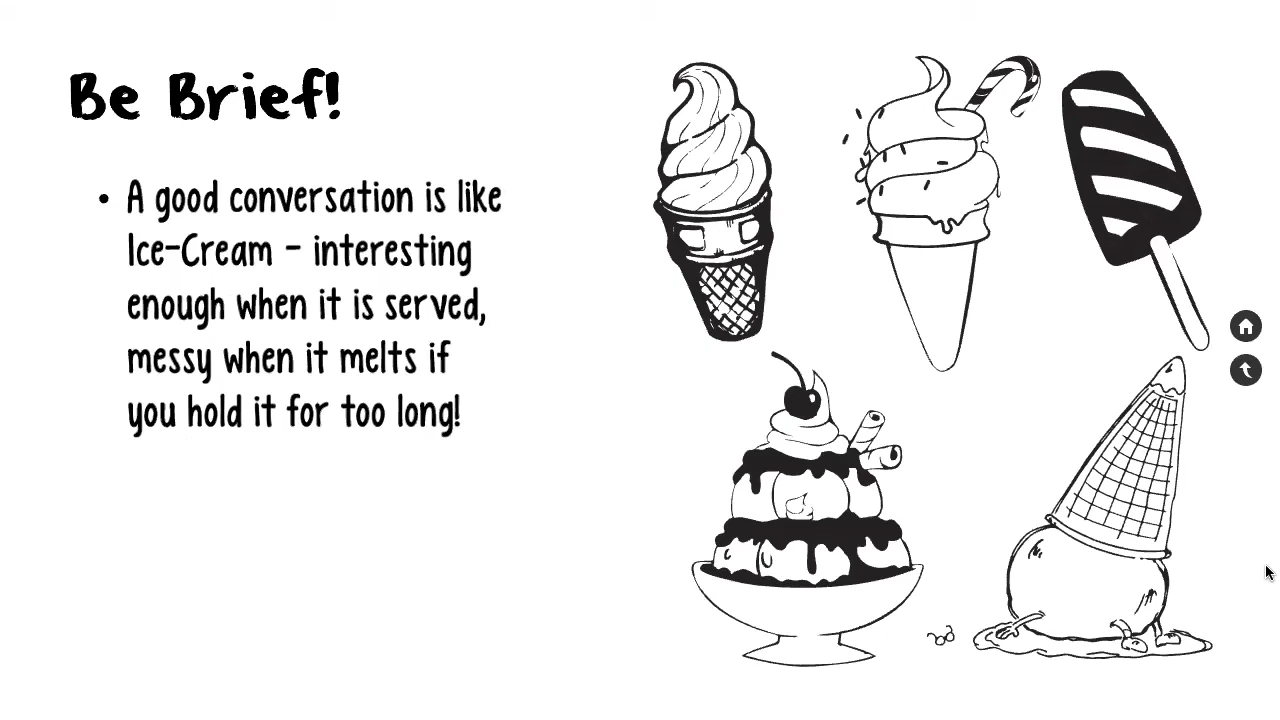 Be Brief!
• A good conversation is like
Ice-Cream - interesting
enough when it is served,
messy when it melts if
you hold it for too long!